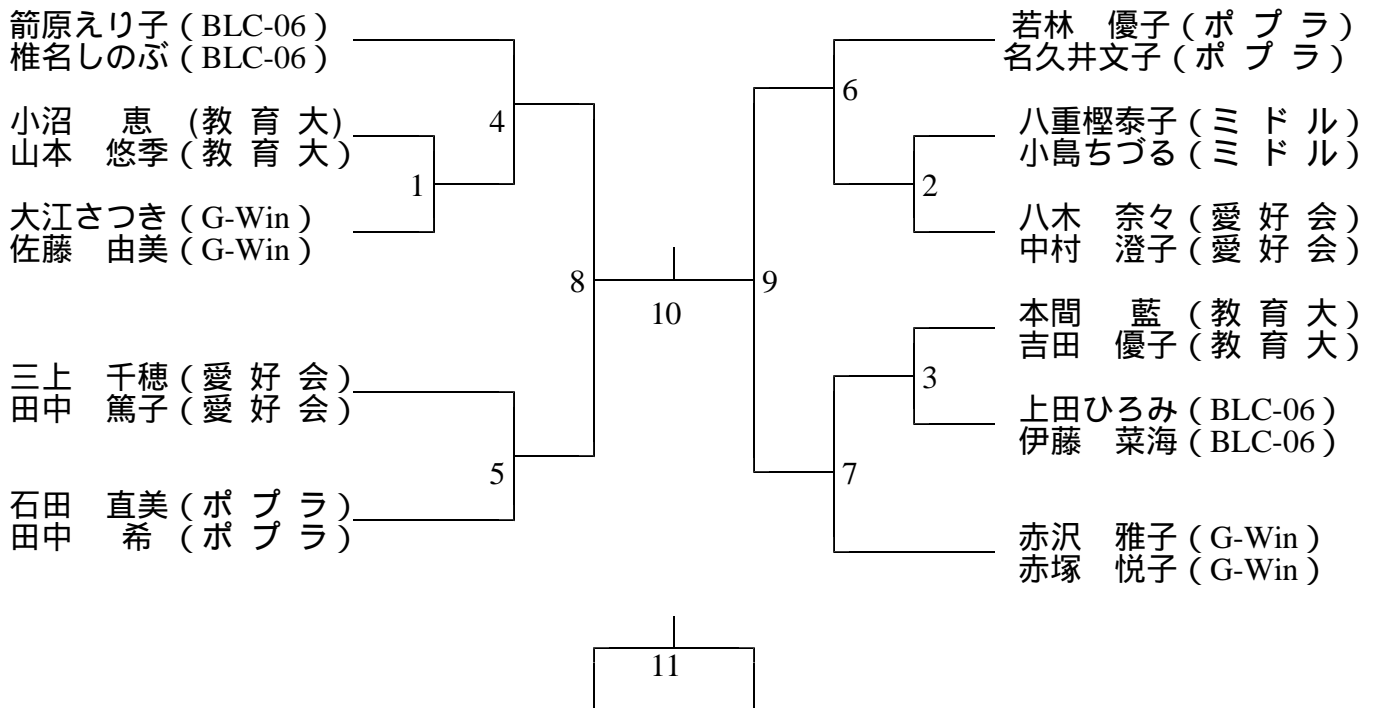 箭原えり子 ( BLC-06 )
椎名しのぶ ( BLC-06 )
小沼　恵 (教 育 大)
山本　悠季 ( 教 育 大 )
大江さつき ( G-Win )
佐藤　由美 ( G-Win )
三上　千穂 ( 愛 好 会 )
田中　篤子 ( 愛 好 会 )
石田　直美 ( ポ プ ラ )
田中　希 ( ポ プ ラ )
4
1
8
5
10
9
6
2
3
7
若林　優子 ( ポ プ ラ )
名久井文子 ( ポ プ ラ )
八重樫泰子 ( ミ ド ル )
小島ちづる ( ミ ド ル )
八木　奈々 ( 愛 好 会 )
中村　澄子 ( 愛 好 会 )
本間　藍 ( 教 育 大 )
吉田　優子 ( 教 育 大 )
上田ひろみ ( BLC-06 )
伊藤　菜海 ( BLC-06 )
赤沢　雅子 ( G-Win )
赤塚　悦子 ( G-Win )
11